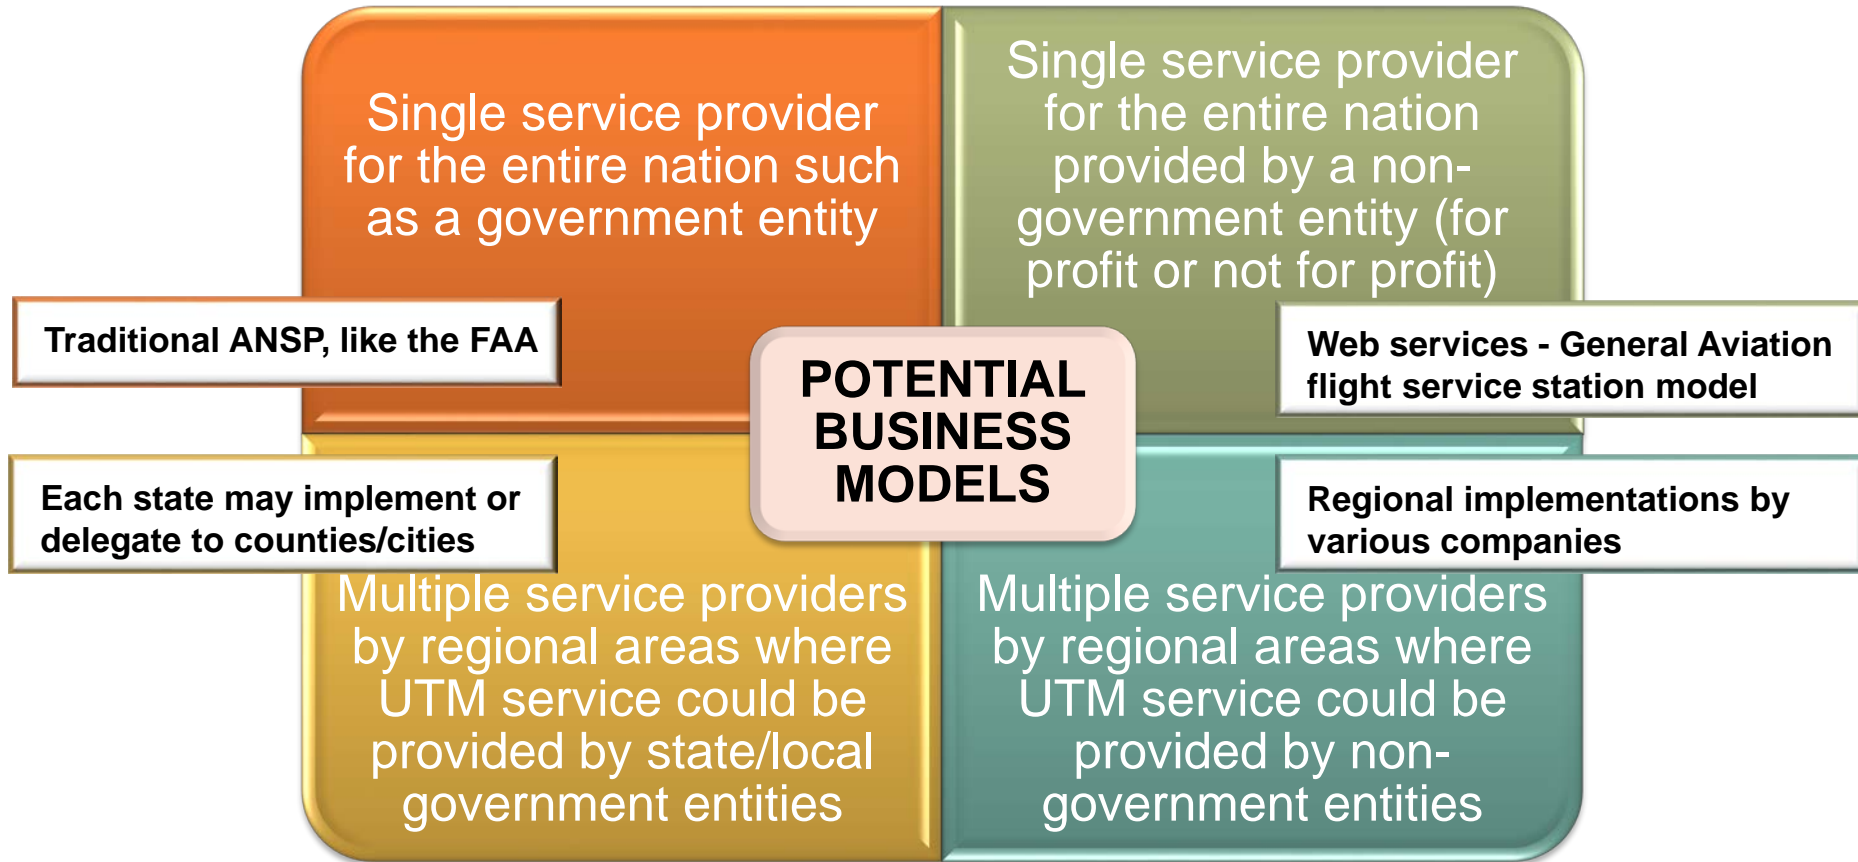 Single service provider
for the entire nation such
as a government entity
Traditional ANSP, like the FAA
Single service provider
for the entire nation
provided by a non-
government entity (for
profit or not for profit)
Web services - General Aviation
flight service station model
POTENTIAL
BUSINESS
MODELS
Each state may implement or
delegate to counties/cities
Multiple service providers
by regional areas where
UTM service could be
provided by state/local
government entities
Regional implementations by
various companies
Multiple service providers
by regional areas where
UTM service could be
provided by non-
government entities